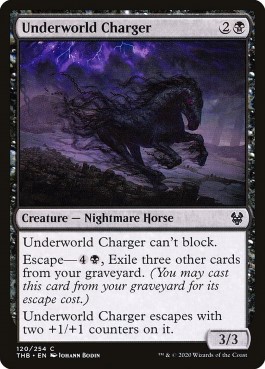 Underworld Charger 2
Creature — Nightmare Horse
Underworld Charger can't block.
Escape—4, Exile three other cards
from your graveyard. (You may cast
this card from your graveyard for its
escape cost.)
Underworld Charger escapes with
two +1/+1 counters on it.
3/3
120/254 C
THB • EN Johann Bodin
™ & © 2020 Wizards of the Coast